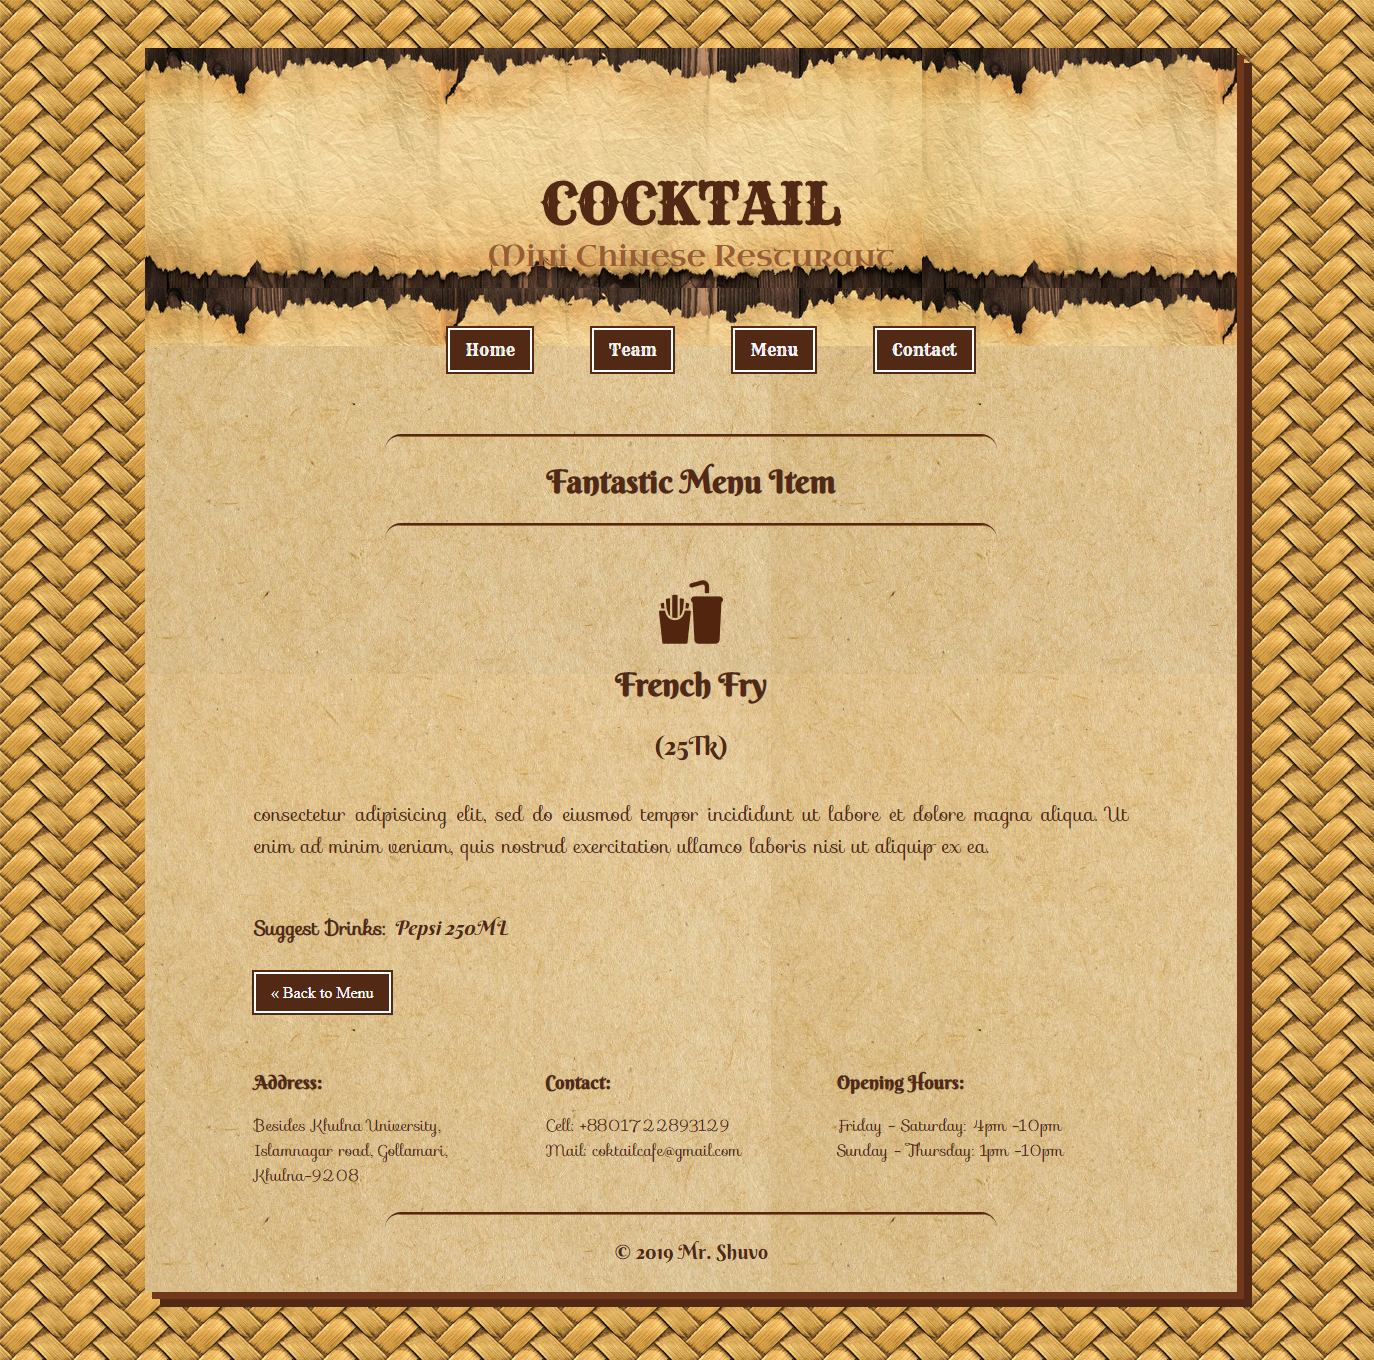 COCKTAIL
Mini Chinese Resturant
Home Team Menu Contact
Fantastic Menu Item
French Fry
(25Tk)
consectetur adipisicing elit, sed do eiusmod tempor incididunt ut labore et dolore magna aliqua. Ut
enim ad minim veniam, quis nostrud exercitation ullamco laboris nisi ut aliquip ex ea.
Suggest Drinks: Pepsi 250ML
« Back to Menu
Address:
Besides Khulna University,
Islamnagar road, Gollamari,
Khulna-9208.
Contact:
Cell: +8801722893129
Mail: coktailcafe@gmail.com
Opening Hours:
Friday - Saturday: 4pm -10pm
Sunday - Thursday: 1pm -10pm
© 2019 Mr. Shuvo